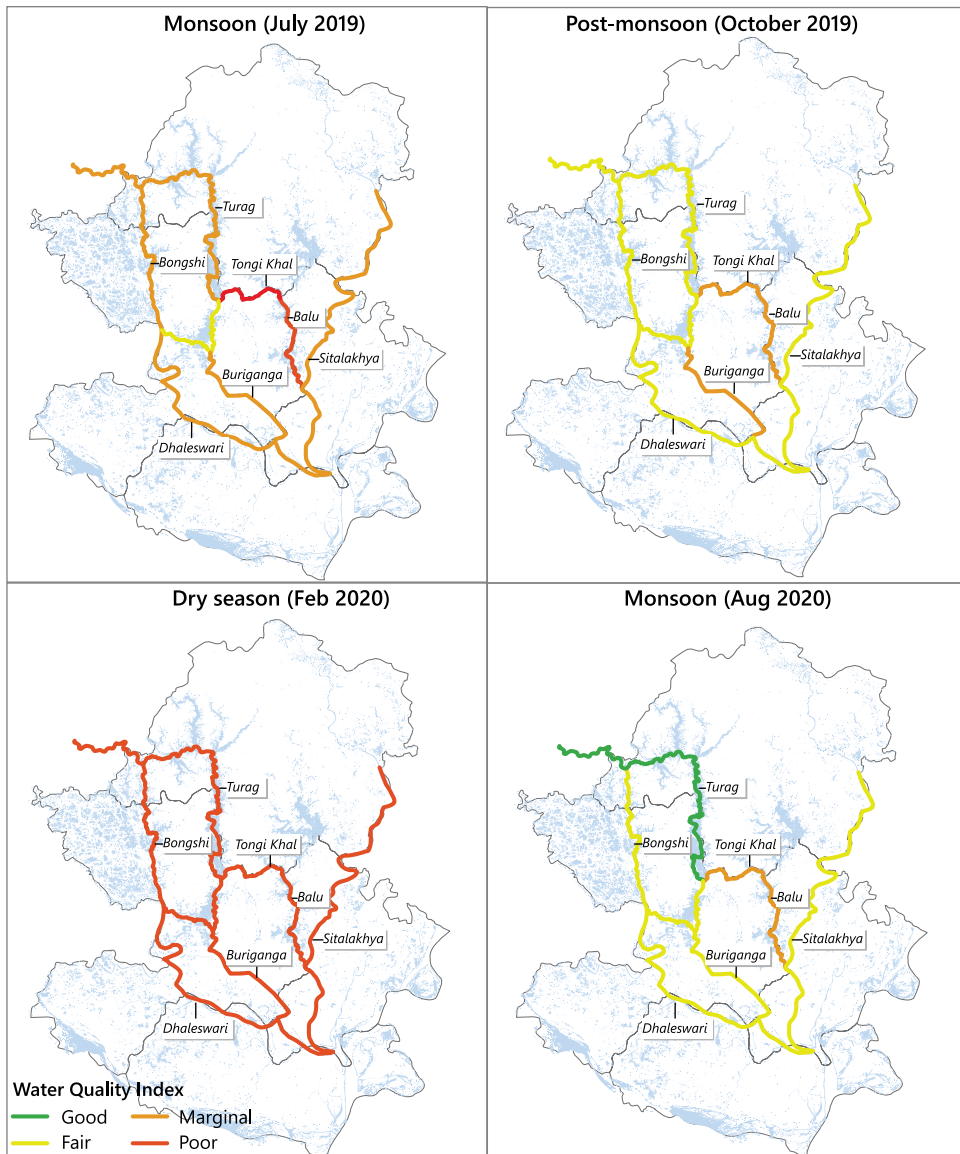 Monsoon (July 2019)
Turag
Bongshi
Tongi Khal
Balu
Sitalakhya
Buriganga
Dhaleswari
Post-monsoon (October 2019)
Turag
Bongshi
Tongi Khal
Balu
Sitalakhya
Buriganga
Dhaleswari
Dry season (Feb 2020)
Turag
Bongshi
Tongi Khal
Balu
Sitalakhya
Buriganga
Dhaleswari
Monsoon (Aug 2020)
Turag
Bongshi
Tongi Khal
Balu
Sitalakhya
Buriganga
Dhaleswari
Water Quality Index
Good
Marginal
Fair
Poor